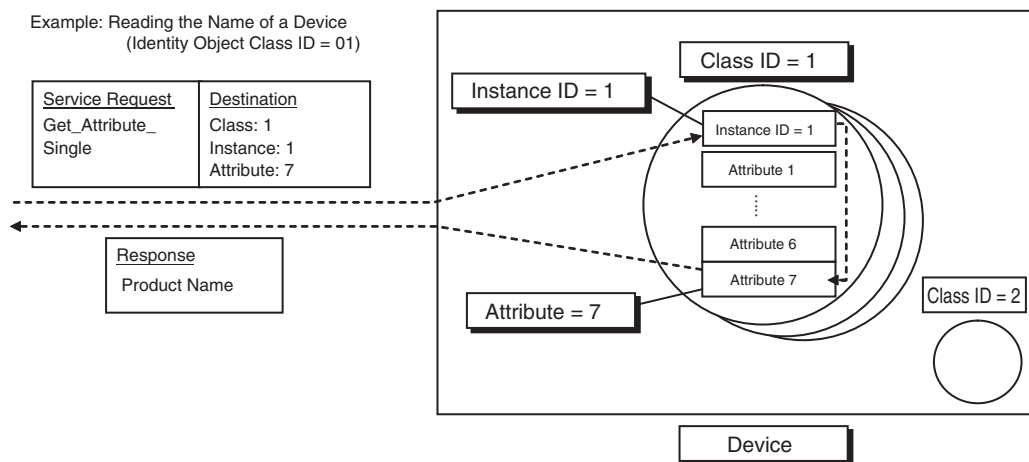 Example: Reading the Name of a Device
(Identity Object Class ID = 01)
Service Request
Get_Attribute_
Single
Destination
Class: 1
Instance: 1
Attribute: 7
Response
Product Name
Class ID = 1
Instance ID = 1
Instance ID = 1
Attribute 1
Attribute 6
Attribute 7
Attribute = 7
Class ID = 2
Device